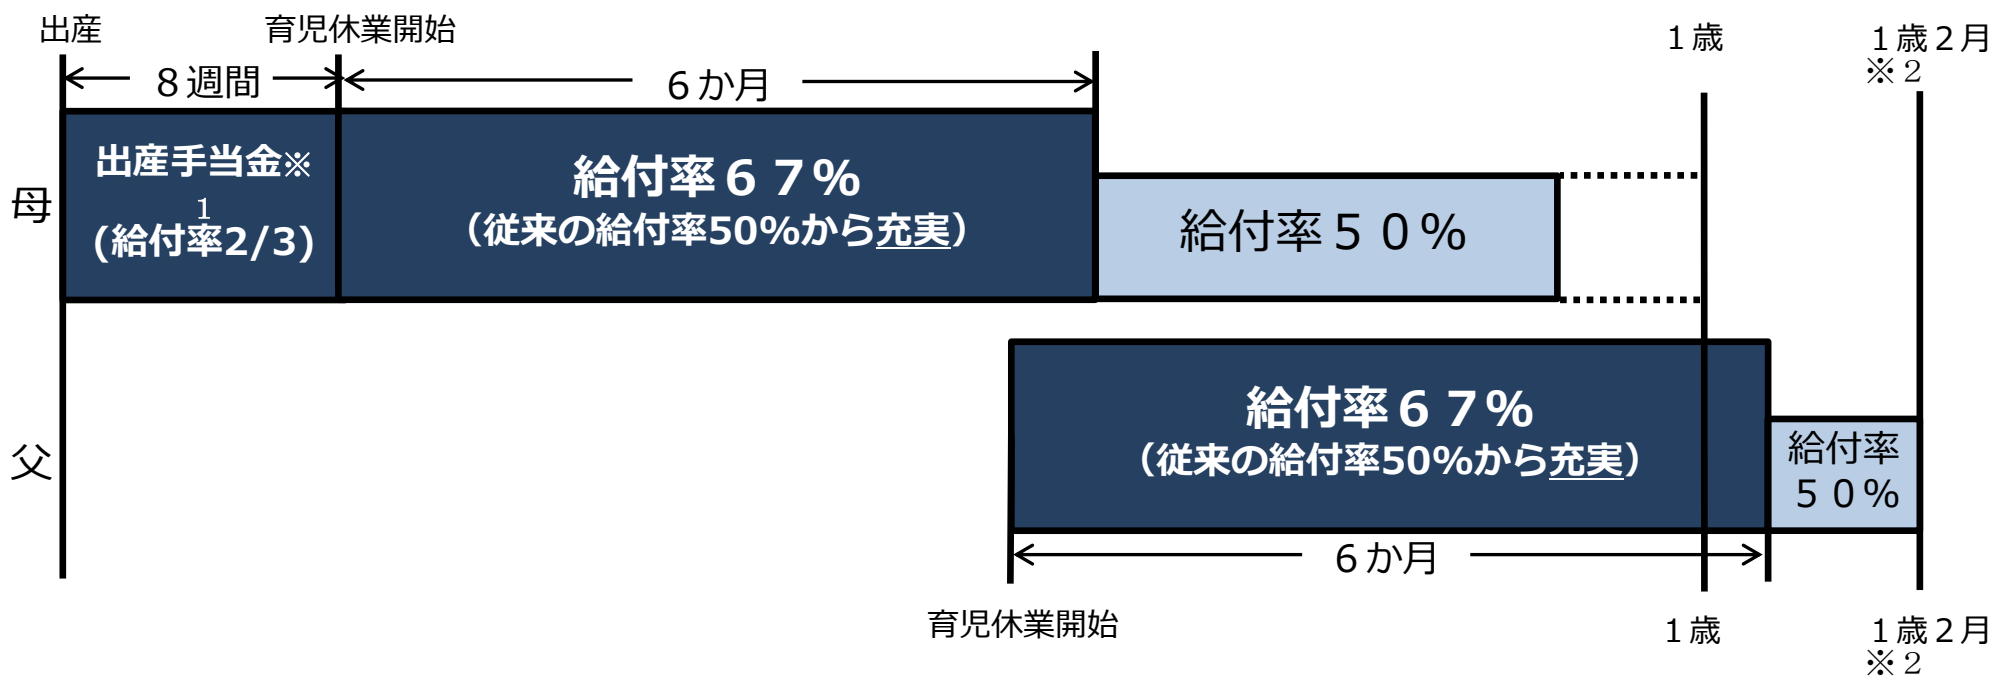 出産
育児休業開始
１歳
１歳２月
※２
８週間
６か月
母
出産手当金※
１
(給付率2/3)
給付率６７％
（従来の給付率50％から充実）
給付率５０％
父
給付率６７％
（従来の給付率50％から充実）
給付率
５０％
６か月
育児休業開始
１歳
１歳２月
※２